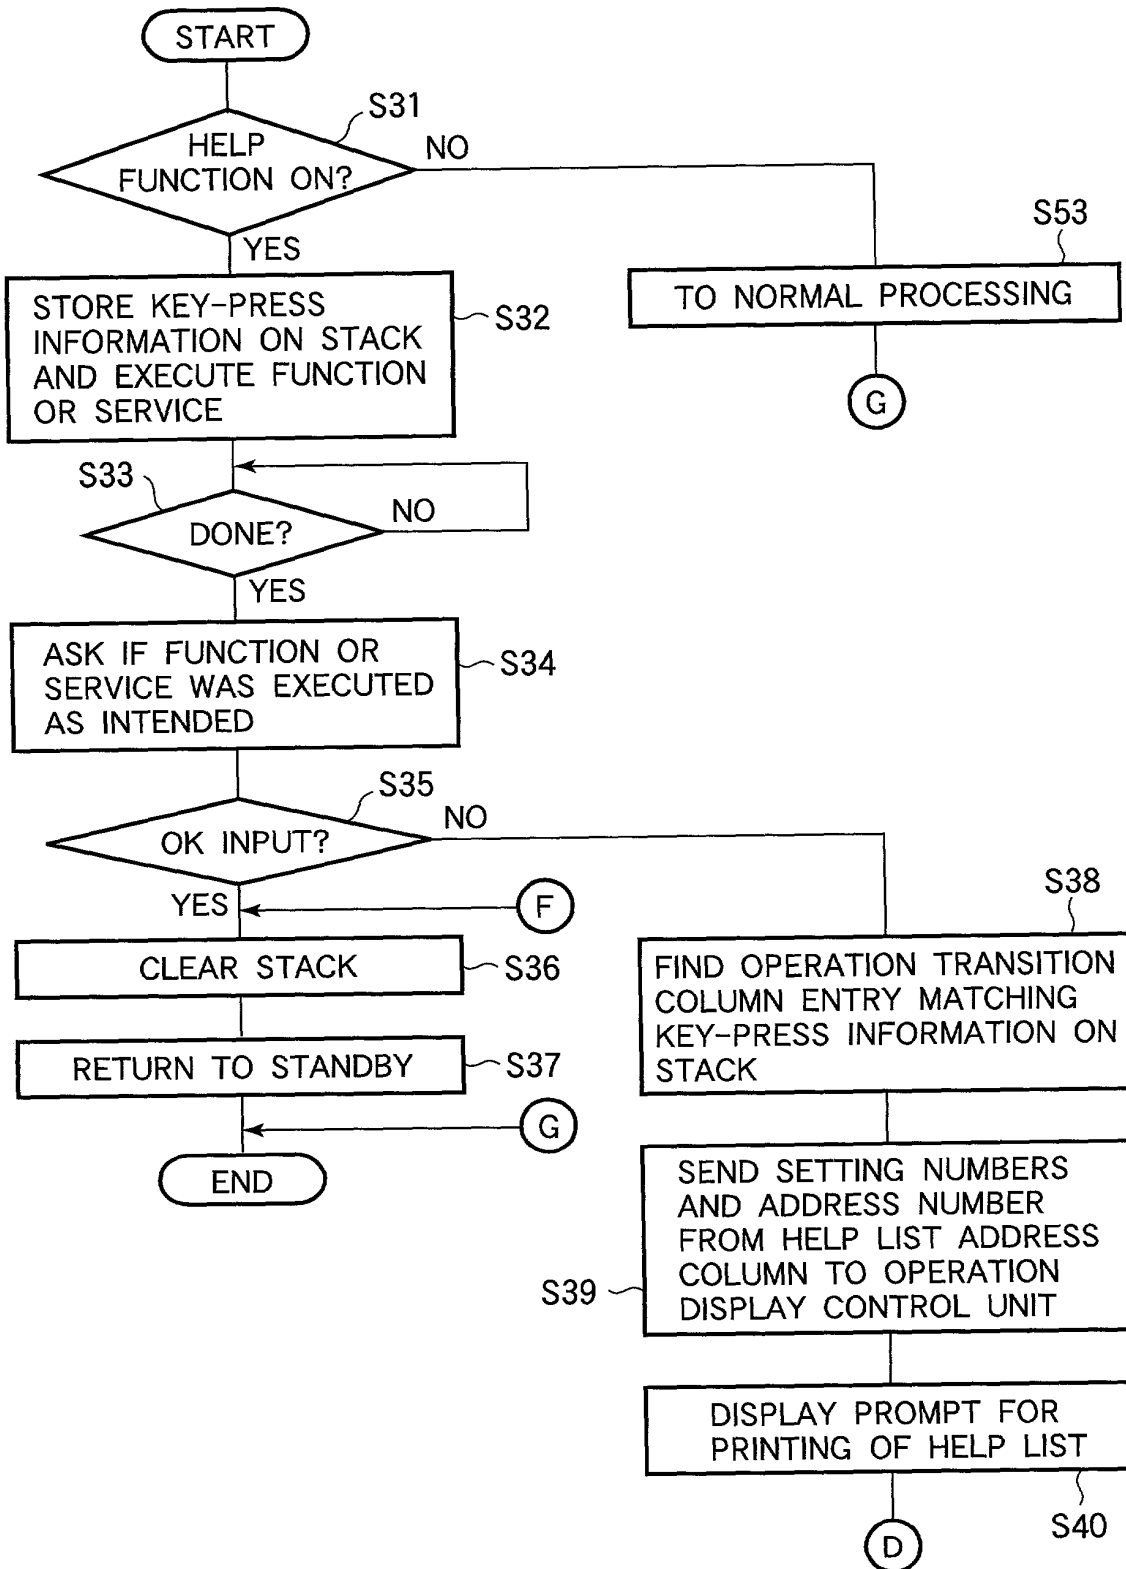 START
S31
HELP
FUNCTION ON?
NO
YES
S53
TO NORMAL PROCESSING
G
STORE KEY-PRESS
INFORMATION ON STACK
AND EXECUTE FUNCTION
OR SERVICE
S32
S33
DONE?
NO
YES
ASK IF FUNCTION OR
SERVICE WAS EXECUTED
AS INTENDED
S34
S35
OK INPUT?
NO
YES
F
CLEAR STACK
S36
RETURN TO STANDBY
S37
G
END
S38
FIND OPERATION TRANSITION
COLUMN ENTRY MATCHING
KEY-PRESS INFORMATION ON
STACK
SEND SETTING NUMBERS
AND ADDRESS NUMBER
FROM HELP LIST ADDRESS
COLUMN TO OPERATION
DISPLAY CONTROL UNIT
S39
DISPLAY PROMPT FOR
PRINTING OF HELP LIST
S40
D